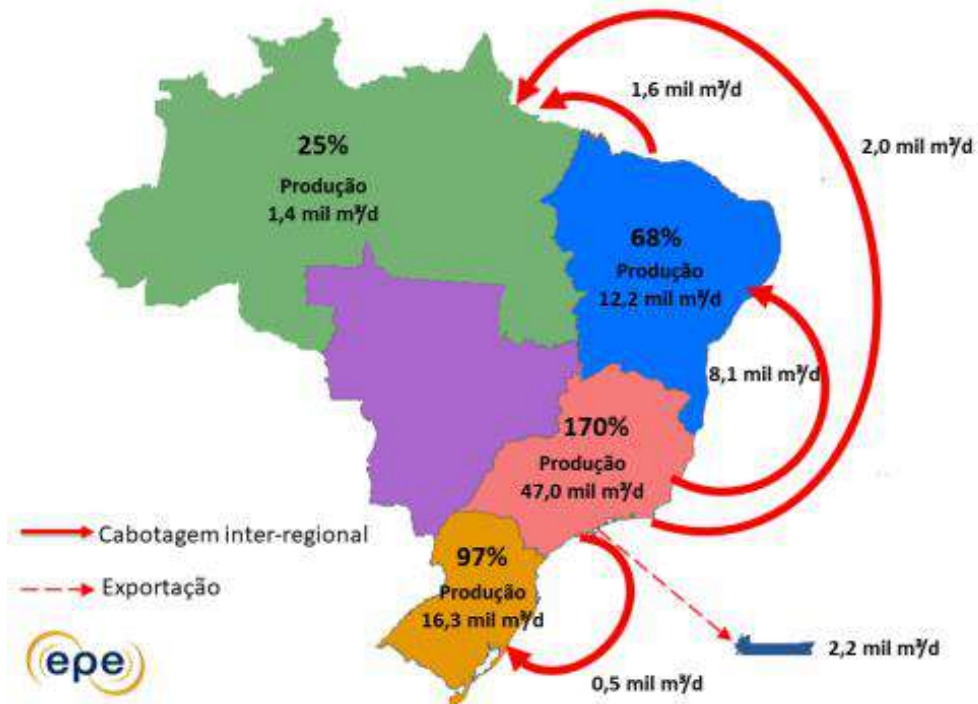 1,6 mil m³/d
2,0 mil m³/d
25%
Produção
1,4 mil m³/d
68%
Produção
12,2 mil m³/d
8,1 mil m³/d
170%
Produção
47,0 mil m³/d
Cabotagem inter-regional
97%
Produção
16,3 mil m³/d
Exportação
epe
2,2 mil m³/d
0,5 mil m³/d